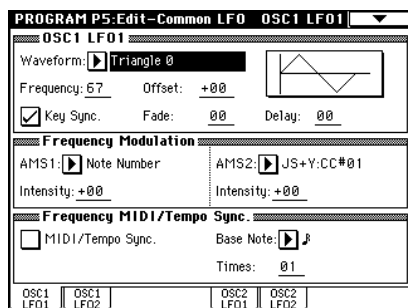 PROGRAM P5:Edit-Common LFO OSC1 LFO1
OSC1 LFO1
Waveform: Triangle 0
Frequency: 67 Offset: +00
Key Sync. Fade: 00 Delay: 00
Frequency Modulation
AMS1: Note Number AMS2: JS+Y:CC#01
Intensity: +00 Intensity: +00
Frequency MIDI/Tempo Sync.
MIDI/Tempo Sync. Base Note: ♪
Times: 01
OSC1 LFO1 OSC1 LFO2 OSC2 LFO1 OSC2 LFO2